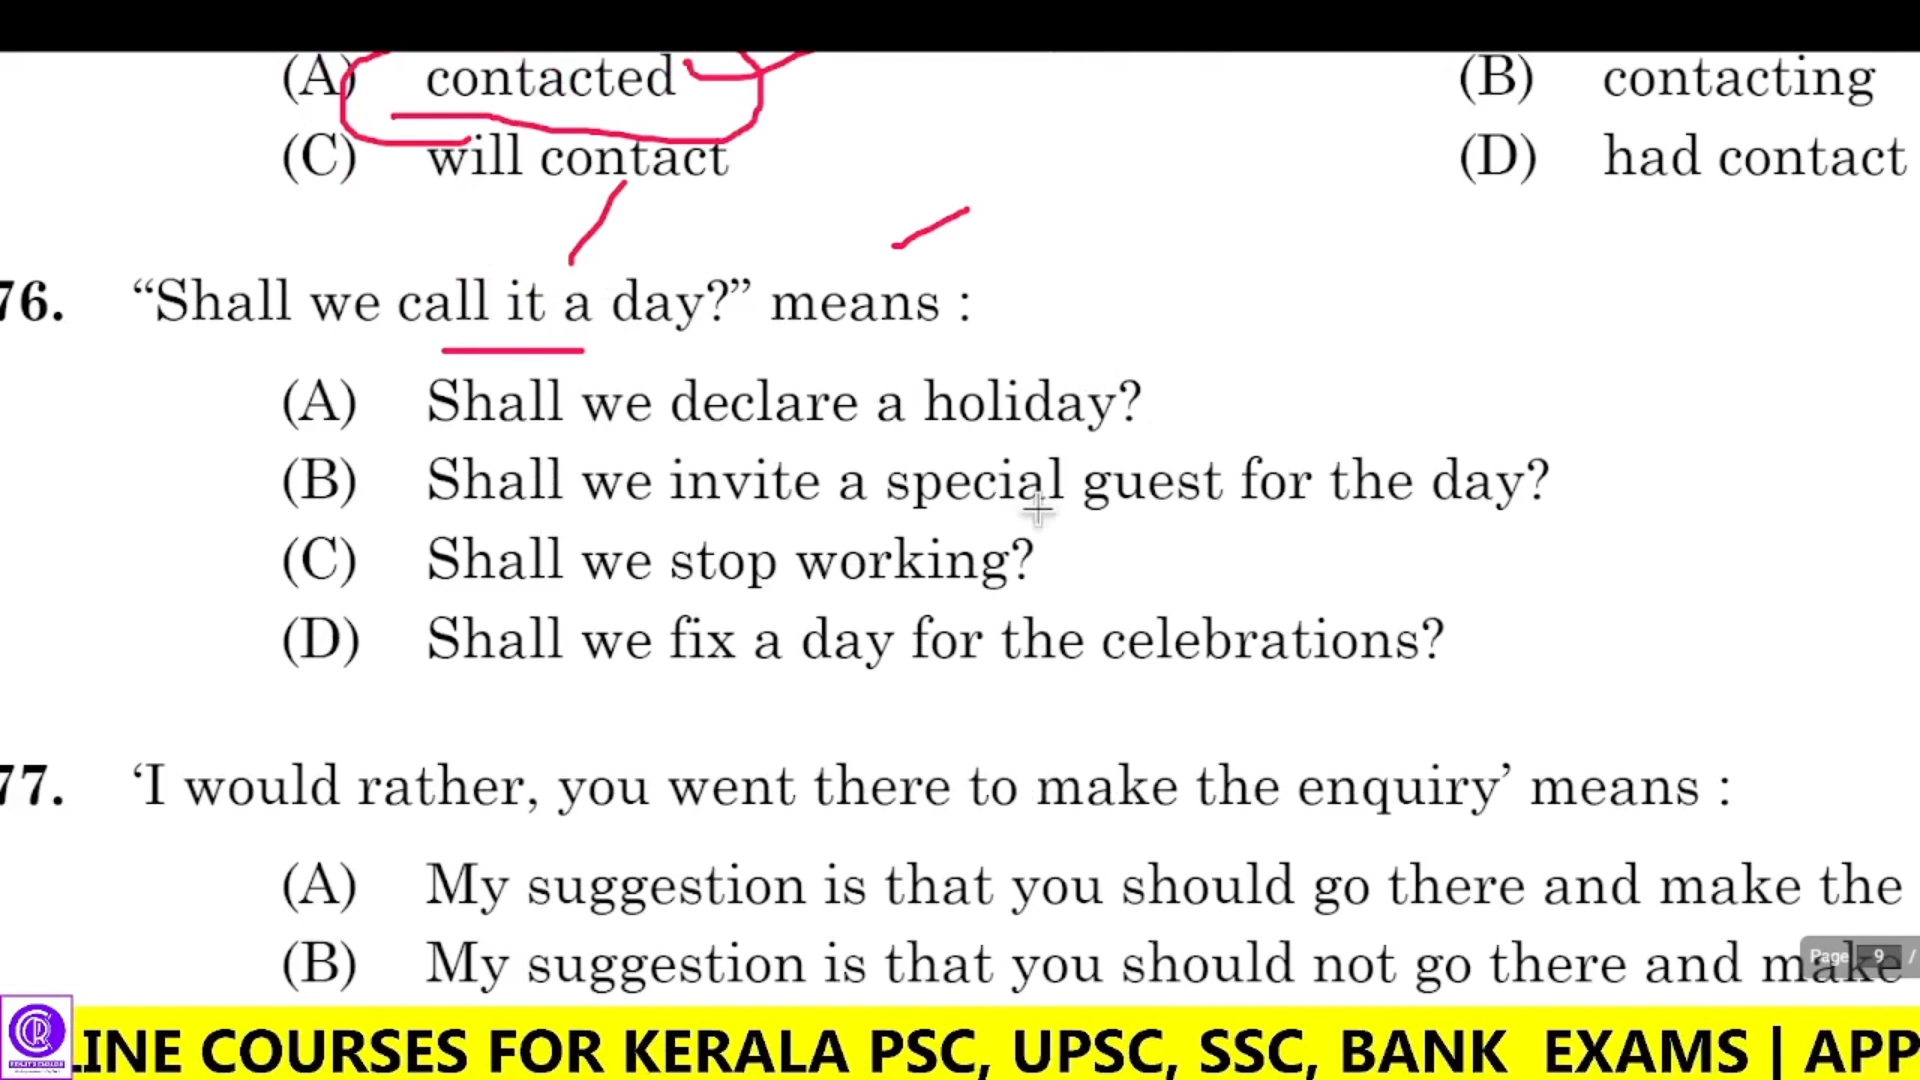 (A) contacted (B) contacting
(C) will contact (D) had contact
76. “Shall we call it a day?” means :
(A) Shall we declare a holiday?
(B) Shall we invite a special guest for the day?
(C) Shall we stop working?
(D) Shall we fix a day for the celebrations?
77. ‘I would rather, you went there to make the enquiry’ means :
(A) My suggestion is that you should go there and make the
(B) My suggestion is that you should not go there and make
Page 9 /
LINE COURSES FOR KERALA PSC, UPSC, SSC, BANK EXAMS | APP